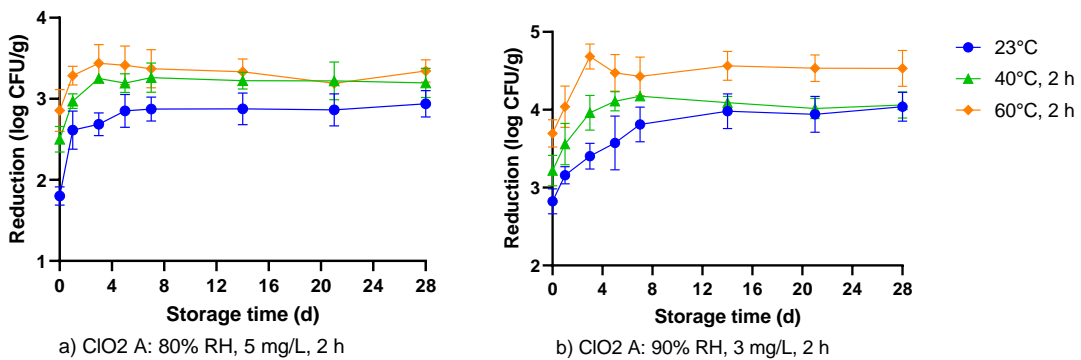 Reduction (log CFU/g)
4
3
2
1
0 4 8 12 16 20 24 28
Storage time (d)
a) ClO2 A: 80% RH, 5 mg/L, 2 h
Reduction (log CFU/g)
5
4
3
2
0 4 8 12 16 20 24 28
Storage time (d)
b) ClO2 A: 90% RH, 3 mg/L, 2 h
23°C
40°C, 2 h
60°C, 2 h